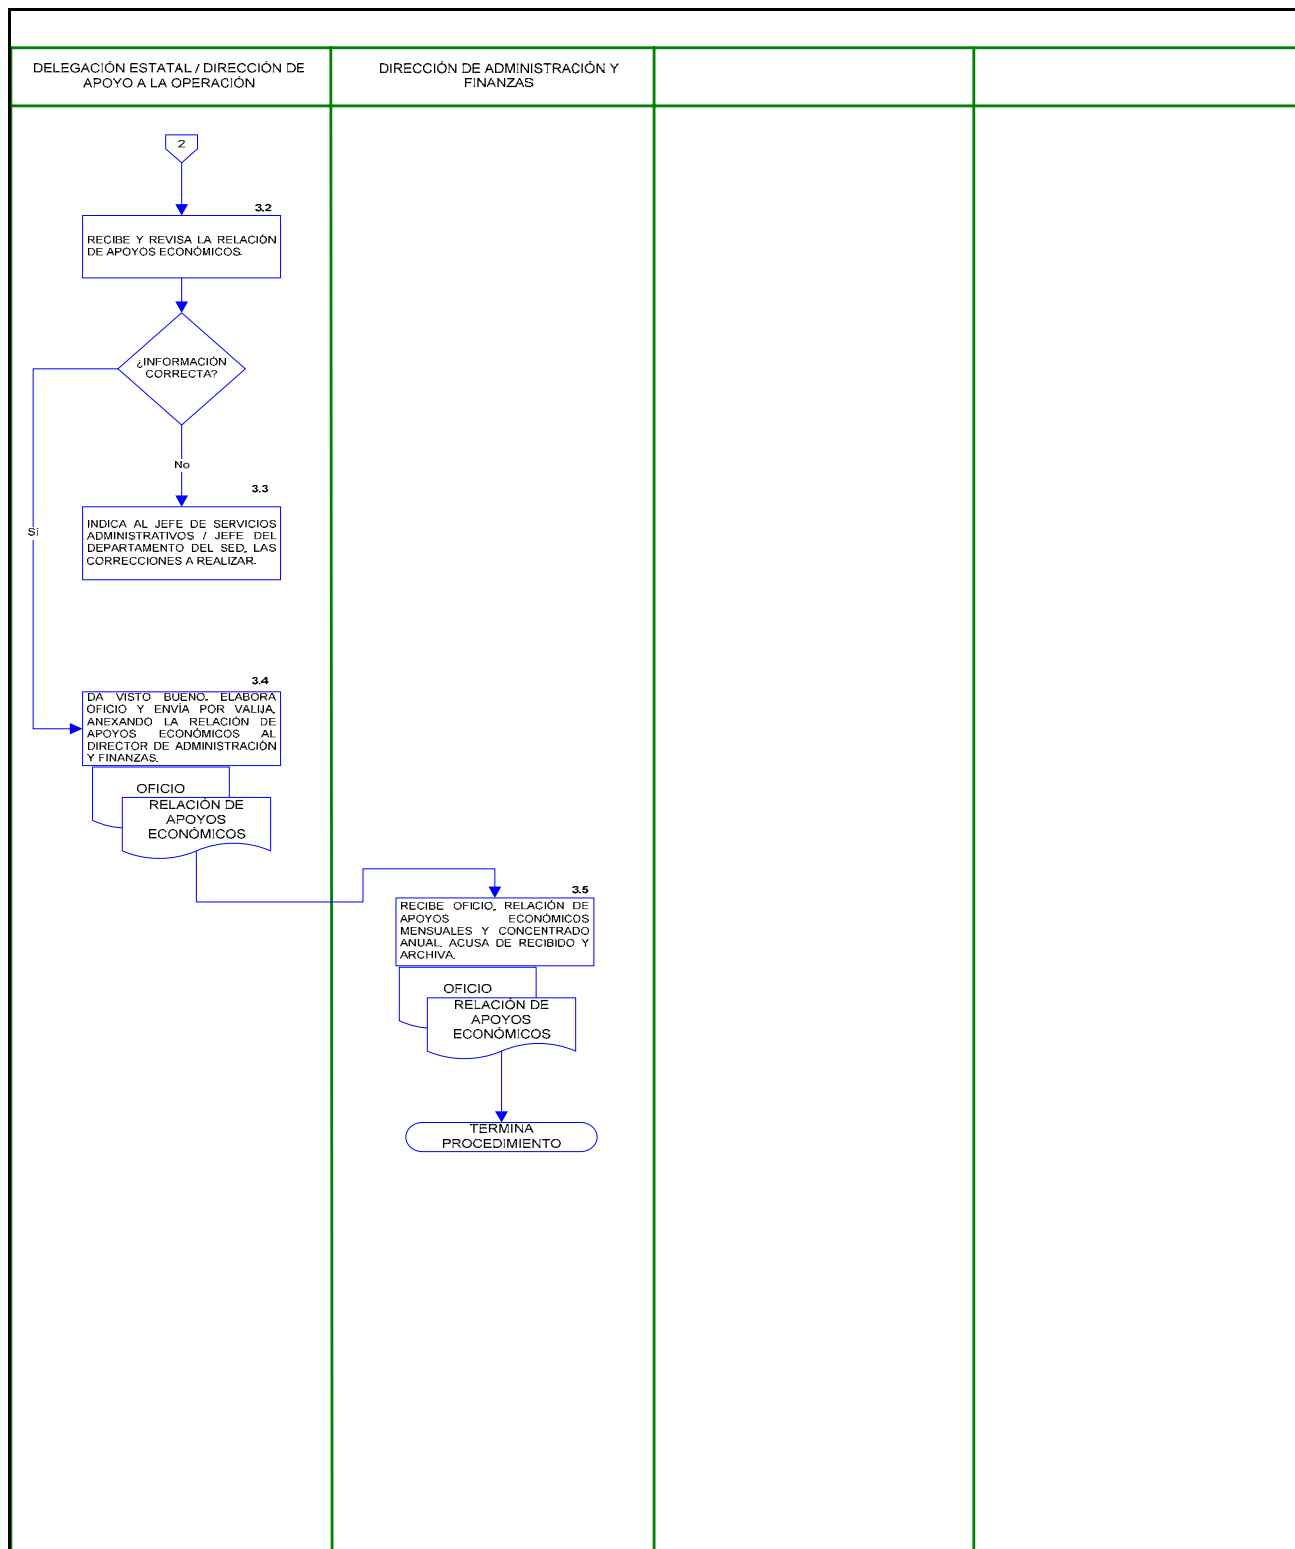 DELEGACIÓN ESTATAL / DIRECCIÓN DE
APOYO A LA OPERACIÓN
DIRECCIÓN DE ADMINISTRACIÓN Y
FINANZAS
2
3.2
RECIBE Y REVISA LA RELACIÓN
DE APOYOS ECONÓMICOS.
¿INFORMACIÓN
CORRECTA?
No
3.3
Sí
INDICA AL JEFE DE SERVICIOS
ADMINISTRATIVOS / JEFE DEL
DEPARTAMENTO DEL SED, LAS
CORRECCIONES A REALIZAR.
3.4
DA VISTO BUENO, ELABORA
OFICIO Y ENVÍA POR VALIJA,
ANEXANDO LA RELACIÓN DE
APOYOS ECONÓMICOS AL
DIRECTOR DE ADMINISTRACIÓN
Y FINANZAS.
OFICIO
RELACIÓN DE
APOYOS
ECONÓMICOS
3.5
RECIBE OFICIO, RELACIÓN DE
APOYOS ECONÓMICOS
MENSUALES Y CONCENTRADO
ANUAL, ACUSA DE RECIBIDO Y
ARCHIVA.
OFICIO
RELACIÓN DE
APOYOS
ECONÓMICOS
TERMINA
PROCEDIMIENTO